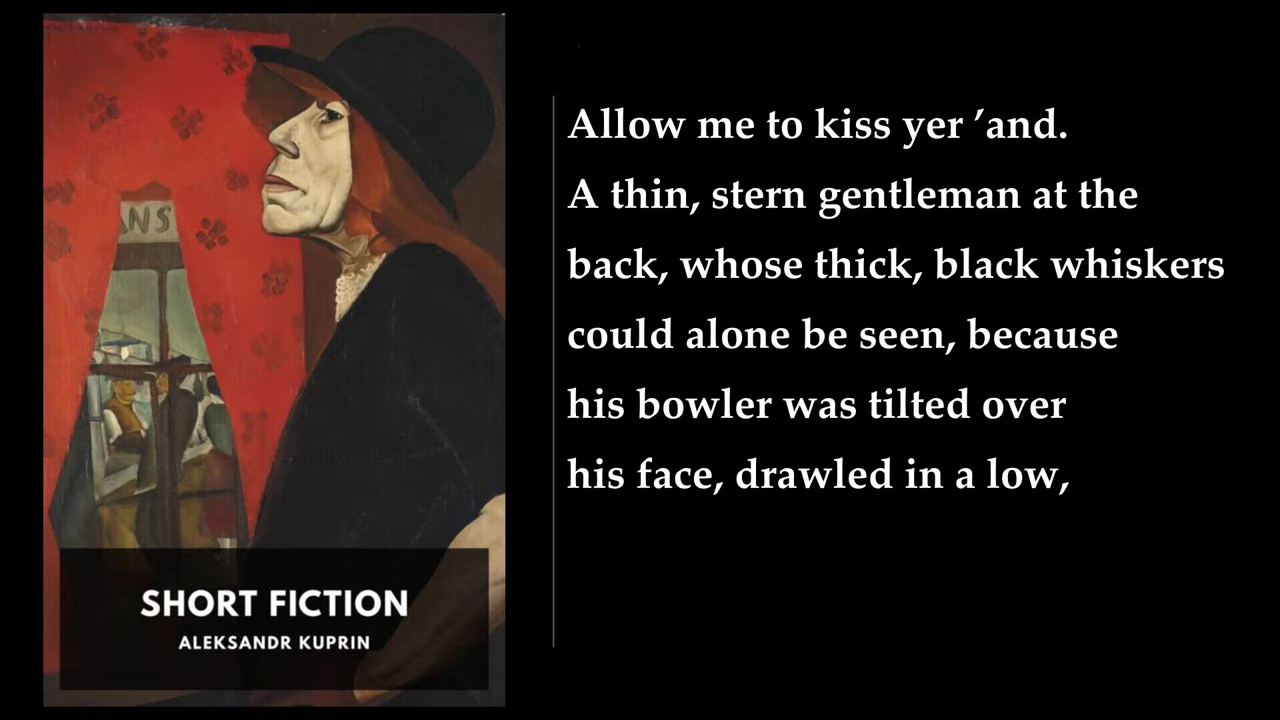 NS
SHORT FICTION
ALEKSANDR KUPRIN
Allow me to kiss yer ’and.
A thin, stern gentleman at the
back, whose thick, black whiskers
could alone be seen, because
his bowler was tilted over
his face, drawled in a low,